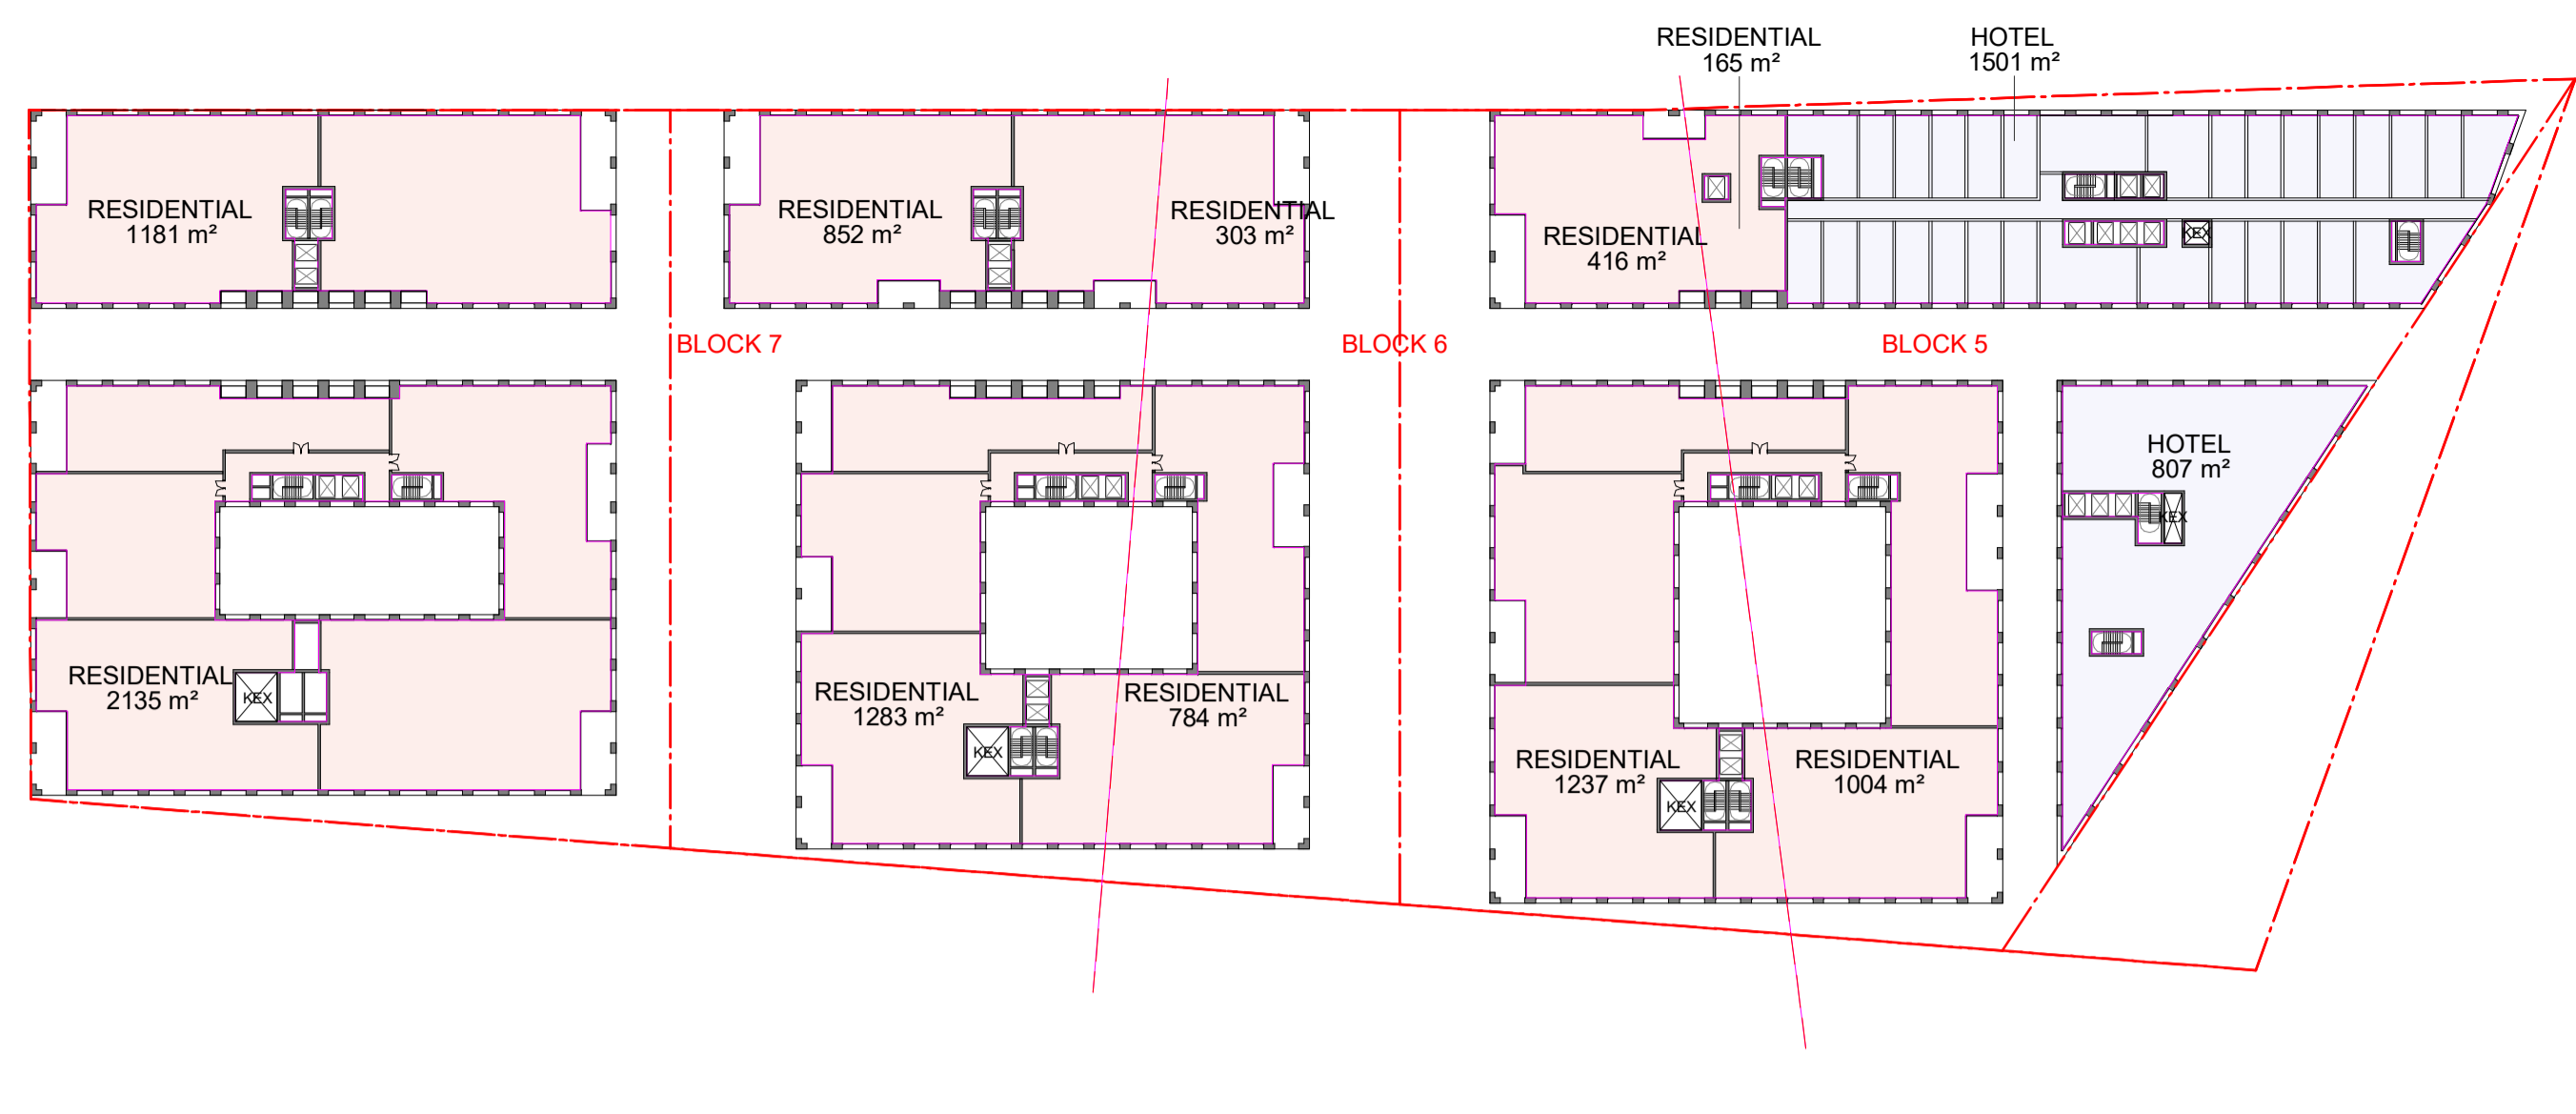 RESIDENTIAL
165 m²
HOTEL
1501 m²
RESIDENTIAL
1181 m²
RESIDENTIAL
852 m²
RESIDENTIAL
303 m²
RESIDENTIAL
416 m²
KEX
BLOCK 7
BLOCK 6
BLOCK 5
HOTEL
807 m²
KEX
RESIDENTIAL
2135 m²
KEX
RESIDENTIAL
1283 m²
RESIDENTIAL
784 m²
KEX
RESIDENTIAL
1237 m²
RESIDENTIAL
1004 m²
KEX